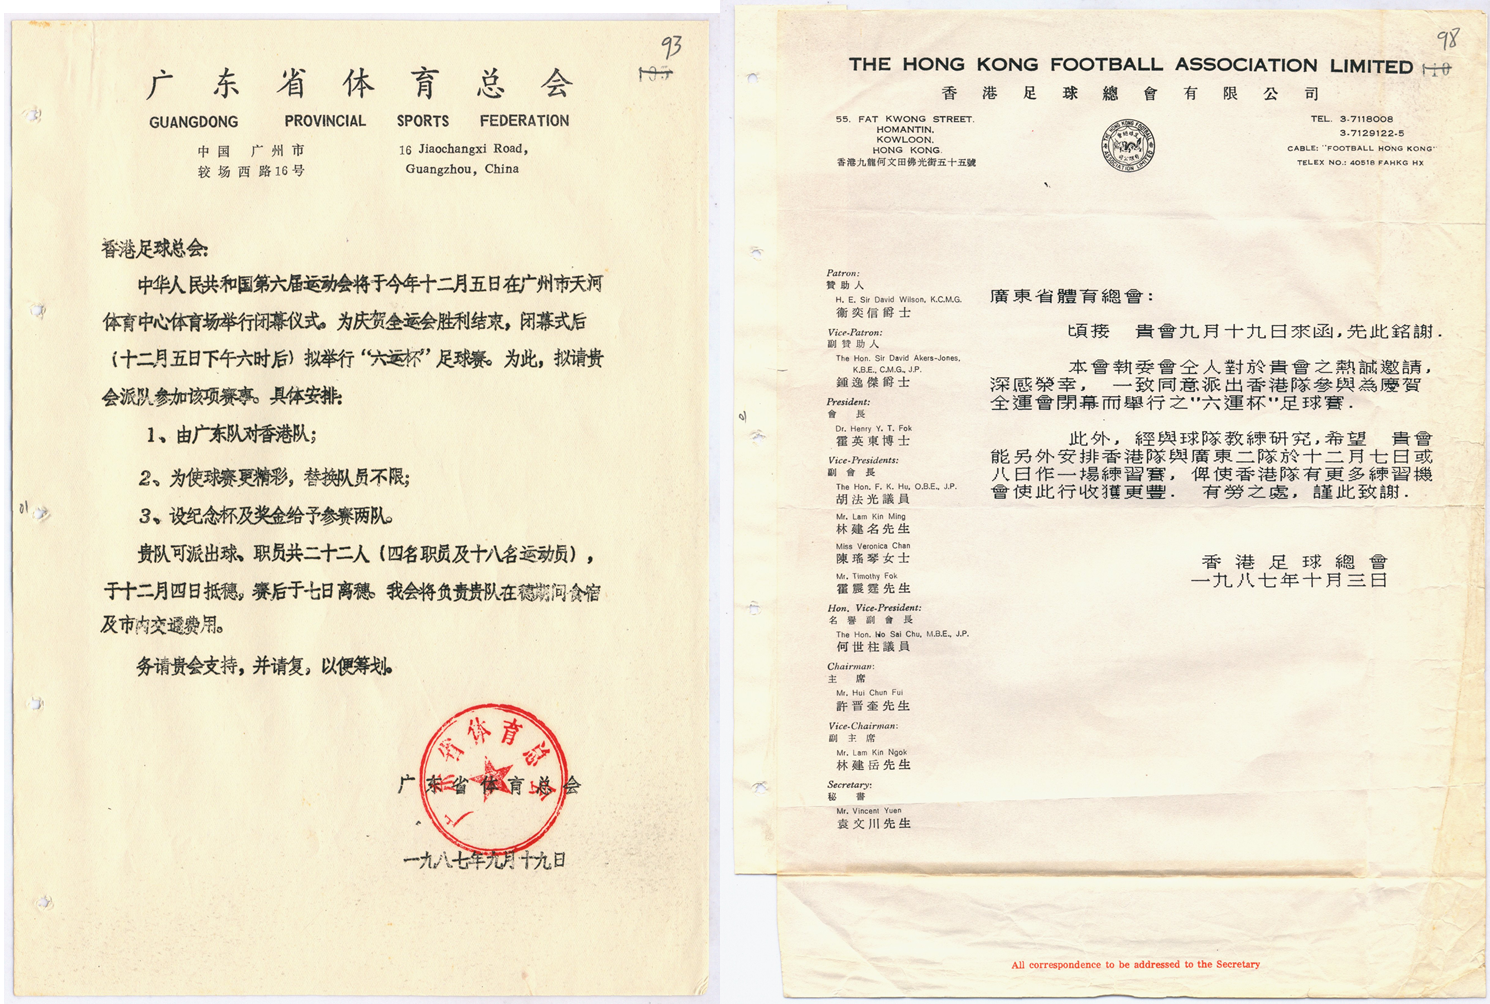 93
105
广东省体育总会
GUANGDONG PROVINCIAL SPORTS FEDERATION
中国 广州市
较场西路16号
16 Jiaochangxi Road,
Guangzhou, China
香港足球总会:
中华人民共和国第六届运动会将于今年十二月五日在广州市天河
体育中心体育场举行闭幕仪式。为庆贺全运会胜利结束，闭幕式后
（十二月五日下午六时后）拟举行“六运杯”足球赛。为此，拟请贵
会派队参加该项赛事。具体安排:
1、由广东队对香港队;
2、为使球赛更精彩，替换队员不限;
3、设纪念杯及奖金给予参赛两队。
贵队可派出球、职员共二十二人（四名职员及十八名运动员），
于十二月四日抵穗，赛后于七日离穗。我会将负责贵队在穗期间食宿
及市内交通费用。
务请贵会支持，并请复，以便筹划。
广东省体育总会
广东省体育总会
一九八七年九月十九日
01
98
110
THE HONG KONG FOOTBALL ASSOCIATION LIMITED
香港足球總會有限公司
55. FAT KWONG STREET.
HOMANTIN,
KOWLOON,
HONG KONG.
香港九龍何文田佛光街五十五號
THE HONG KONG FOOTBALL ASSOCIATION LIMITED
TEL. 3-7118008
3-7129122-5
CABLE: "FOOTBALL HONG KONG"
TELEX NO.: 40518 FAHKG HX
Patron:
贊助人
H. E. Sir David Wilson, K.C.M.G.
衞奕信爵士
Vice-Patron:
副贊助人
The Hon. Sir David Akers-Jones,
K.B.E., C.M.G., J.P.
鍾逸傑爵士
President:
會長
Dr. Henry Y. T. Fok
霍英東博士
Vice-Presidents:
副會長
The Hon. F. K. Hu, O.B.E., J.P.
胡法光議員
Mr. Lam Kin Ming
林建名先生
Miss Veronica Chan
陳瑤琴女士
Mr. Timothy Fok
霍震霆先生
Hon. Vice-President:
名譽副會長
The Hon. Ho Sai Chu, M.B.E., J.P.
何世柱議員
Chairman:
主席
Mr. Hui Chun Fui
許晋奎先生
Vice-Chairman:
副主席
Mr. Lam Kin Ngok
林建岳先生
Secretary:
秘書
Mr. Vincent Yuen
袁文川先生
01
廣東省體育總會:
頃接 貴會九月十九日來函,先此銘謝.
本會執委會仝人對於貴會之熱誠邀請,
深感榮幸, 一致同意派出香港隊參與為慶賀
全運會閉幕而舉行之"六運杯"足球賽.
此外, 經與球隊教練研究,希望 貴會
能另外安排香港隊與廣東二隊於十二月七日或
八日作一場練習賽, 俾使香港隊有更多練習機
會使此行收獲更豐. 有勞之處, 謹此致謝.
香港足球總會
一九八七年十月三日
All correspondence to be addressed to the Secretary